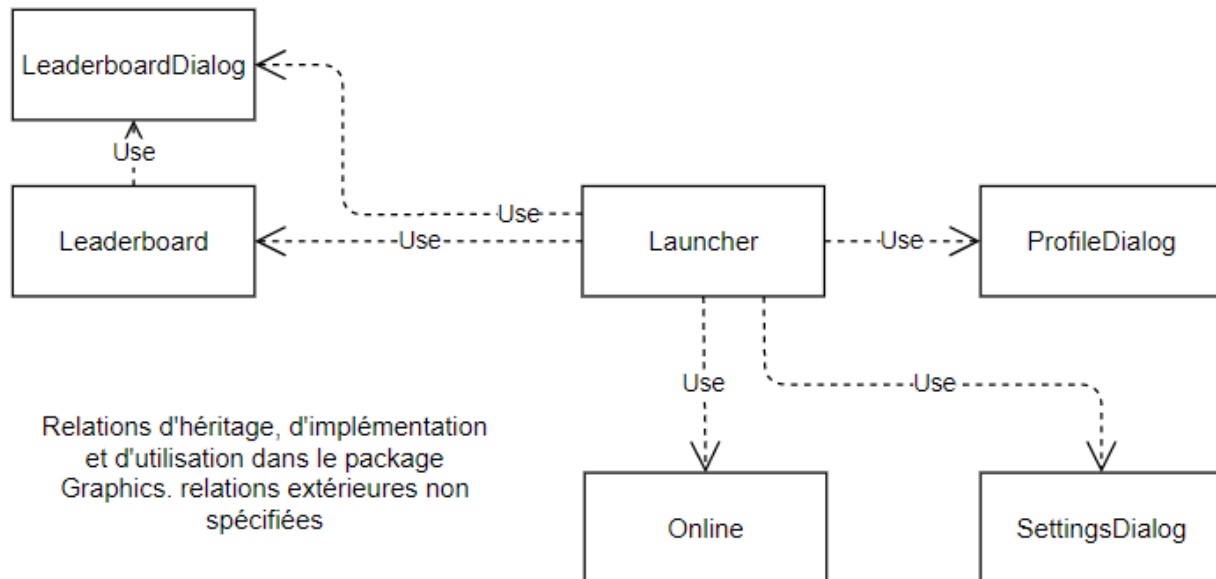 LeaderboardDialog
Use
Leaderboard
Use
Use
Launcher
Use
ProfileDialog
Use
Use
Relations d'héritage, d'implémentation
et d'utilisation dans le package
Graphics. relations extérieures non
spécifiées
Online
SettingsDialog